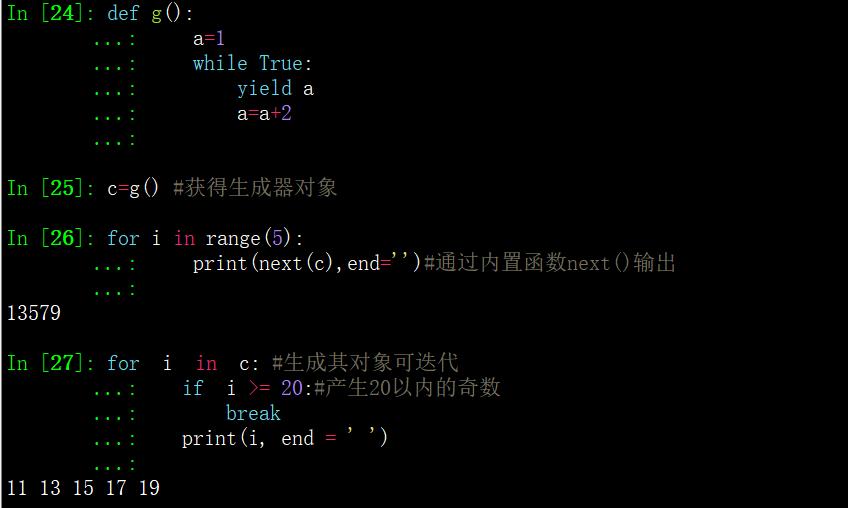 In [24]: def g():
    ...:     a=1
    ...:     while True:
    ...:         yield a
    ...:         a=a+2
    ...:
In [25]: c=g() #获得生成器对象
In [26]: for i in range(5):
    ...:     print(next(c),end='')#通过内置函数next()输出
    ...:
13579
In [27]: for  i  in  c: #生成其对象可迭代
    ...:    if  i >= 20:#产生20以内的奇数
    ...:        break
    ...:    print(i, end = ' ')
    ...:
11 13 15 17 19